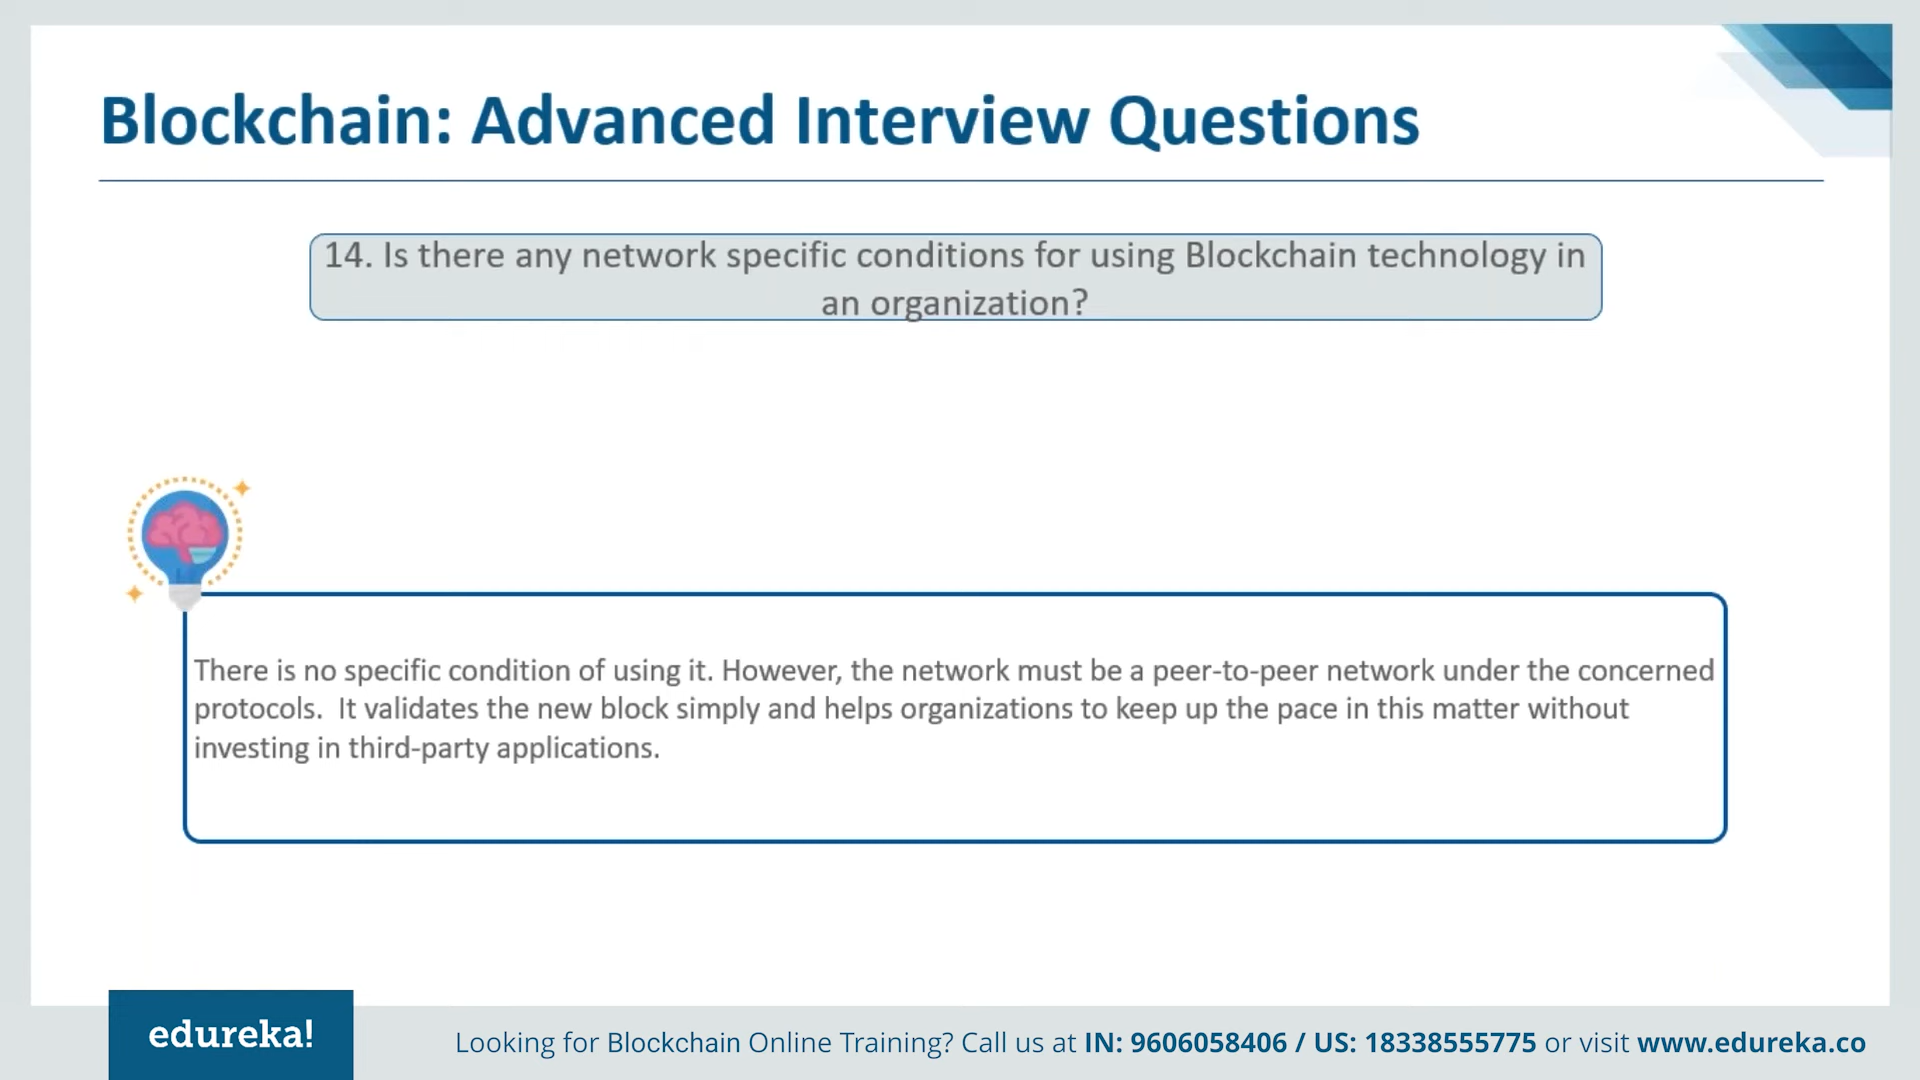 Blockchain: Advanced Interview Questions
14. Is there any network specific conditions for using Blockchain technology in
an organization?
There is no specific condition of using it. However, the network must be a peer-to-peer network under the concerned
protocols.  It validates the new block simply and helps organizations to keep up the pace in this matter without
investing in third-party applications.
edureka!
Looking for Blockchain Online Training? Call us at IN: 9606058406 / US: 18338555775 or visit www.edureka.co